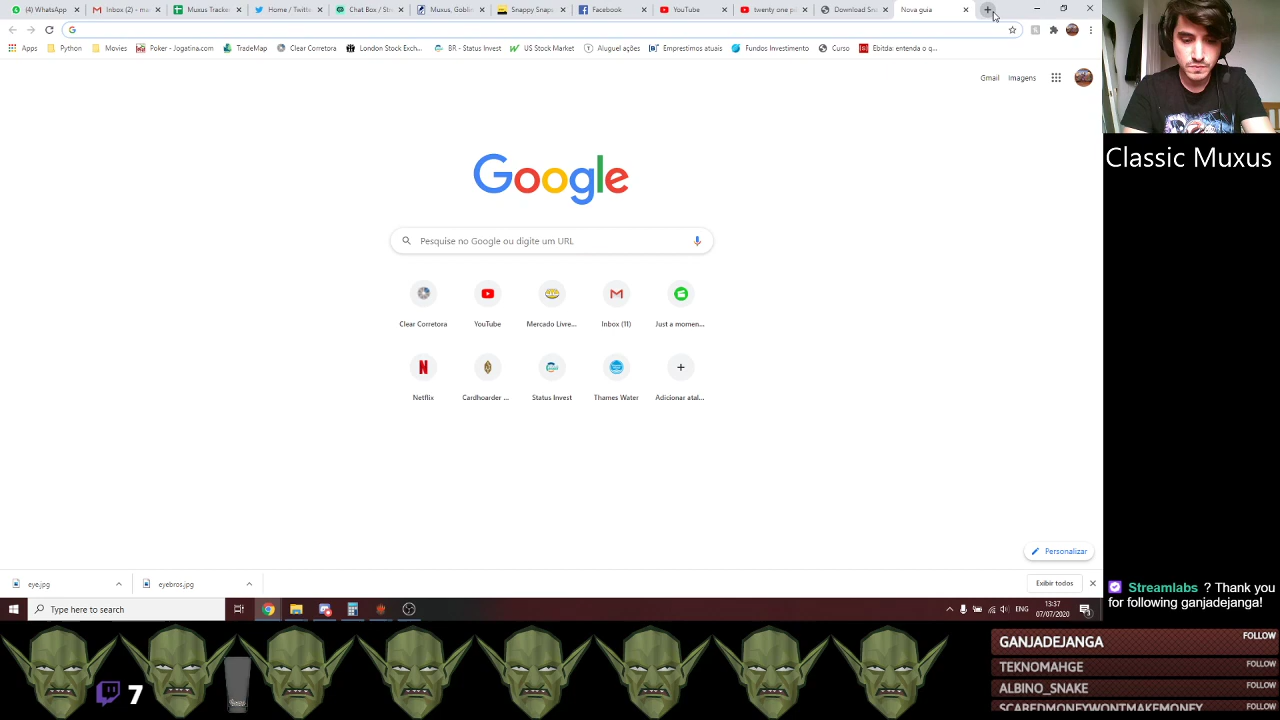 (4) WhatsApp
Inbox (2) - mu
Muxus Tracke
Home / Twitte
Chat Box / Str
Muxus, Goblin
Snappy Snap
Facebook
YouTube
twenty one pi
Download Sn
Nova guia
Apps
Python
Movies
Poker - Jogatina.com
TradeMap
Clear Corretora
London Stock Exch...
BR - Status Invest
US Stock Market
Aluguel ações
Emprestimos atuais
Fundos Investimento
Curso
Ebitda: entenda o q...
Gmail
Imagens
Google
Pesquise no Google ou digite um URL
Clear Corretora
YouTube
Mercado Livre...
Inbox (11)
Just a momen...
Netflix
Cardhoarder ...
Status Invest
Thames Water
Adicionar atal...
Personalizar
eye.jpg
eyebros.jpg
Exibir todos
Type here to search
ENG
13:37
07/07/2020
Classic Muxus
Streamlabs ? Thank you
for following ganjadejanga!
7
GANJADEJANGA FOLLOW
TEKNOMAHGE FOLLOW
ALBINO_SNAKE FOLLOW
SCAREDMONEYWONTMAKEMONEY FOLLOW